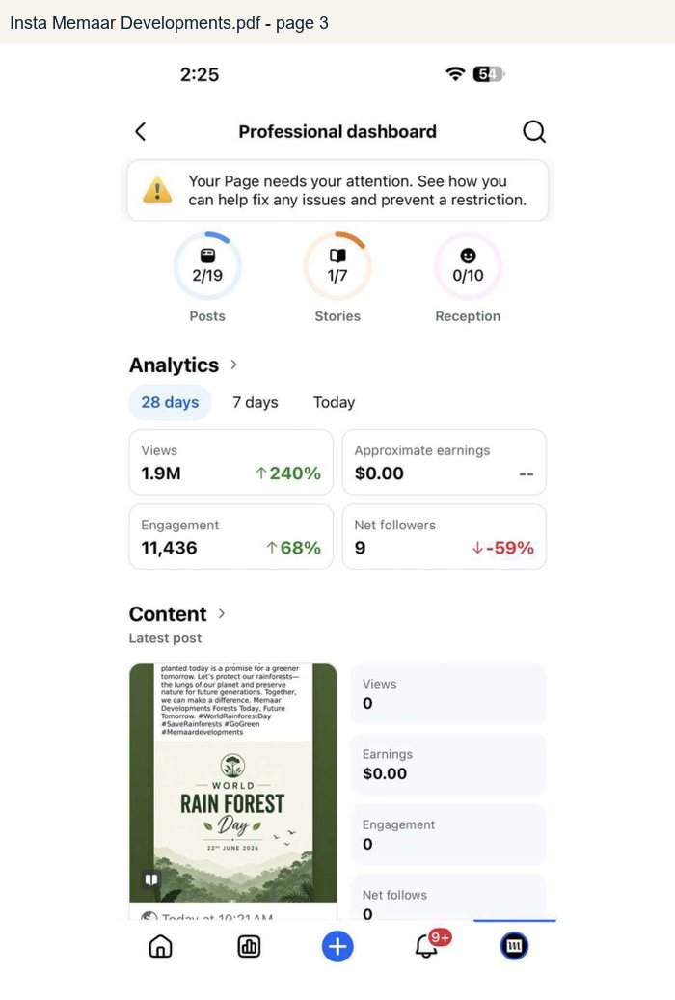 Insta Memaar Developments.pdf - page 3
2:25
54
Professional dashboard
Your Page needs your attention. See how you
can help fix any issues and prevent a restriction.
2/19
Posts
1/7
Stories
0/10
Reception
Analytics
28 days
7 days
Today
Views
1.9M
↑240%
Approximate earnings
$0.00
--
Engagement
11,436
↑68%
Net followers
9
↓-59%
Content
Latest post
planted today is a promise for a greener
tomorrow. Let's protect our rainforests—
the lungs of our planet and preserve
nature for future generations. Together,
we can make a difference. Memaar
Developments Forests Today, Future
Tomorrow. #WorldRainforestDay
#SaveRainforests #GoGreen
#Memaardevelopments
WORLD
RAIN FOREST
Day
22ND JUNE 2026
Today at 10:21 AM
Views
0
Earnings
$0.00
Engagement
0
Net follows
0
9+